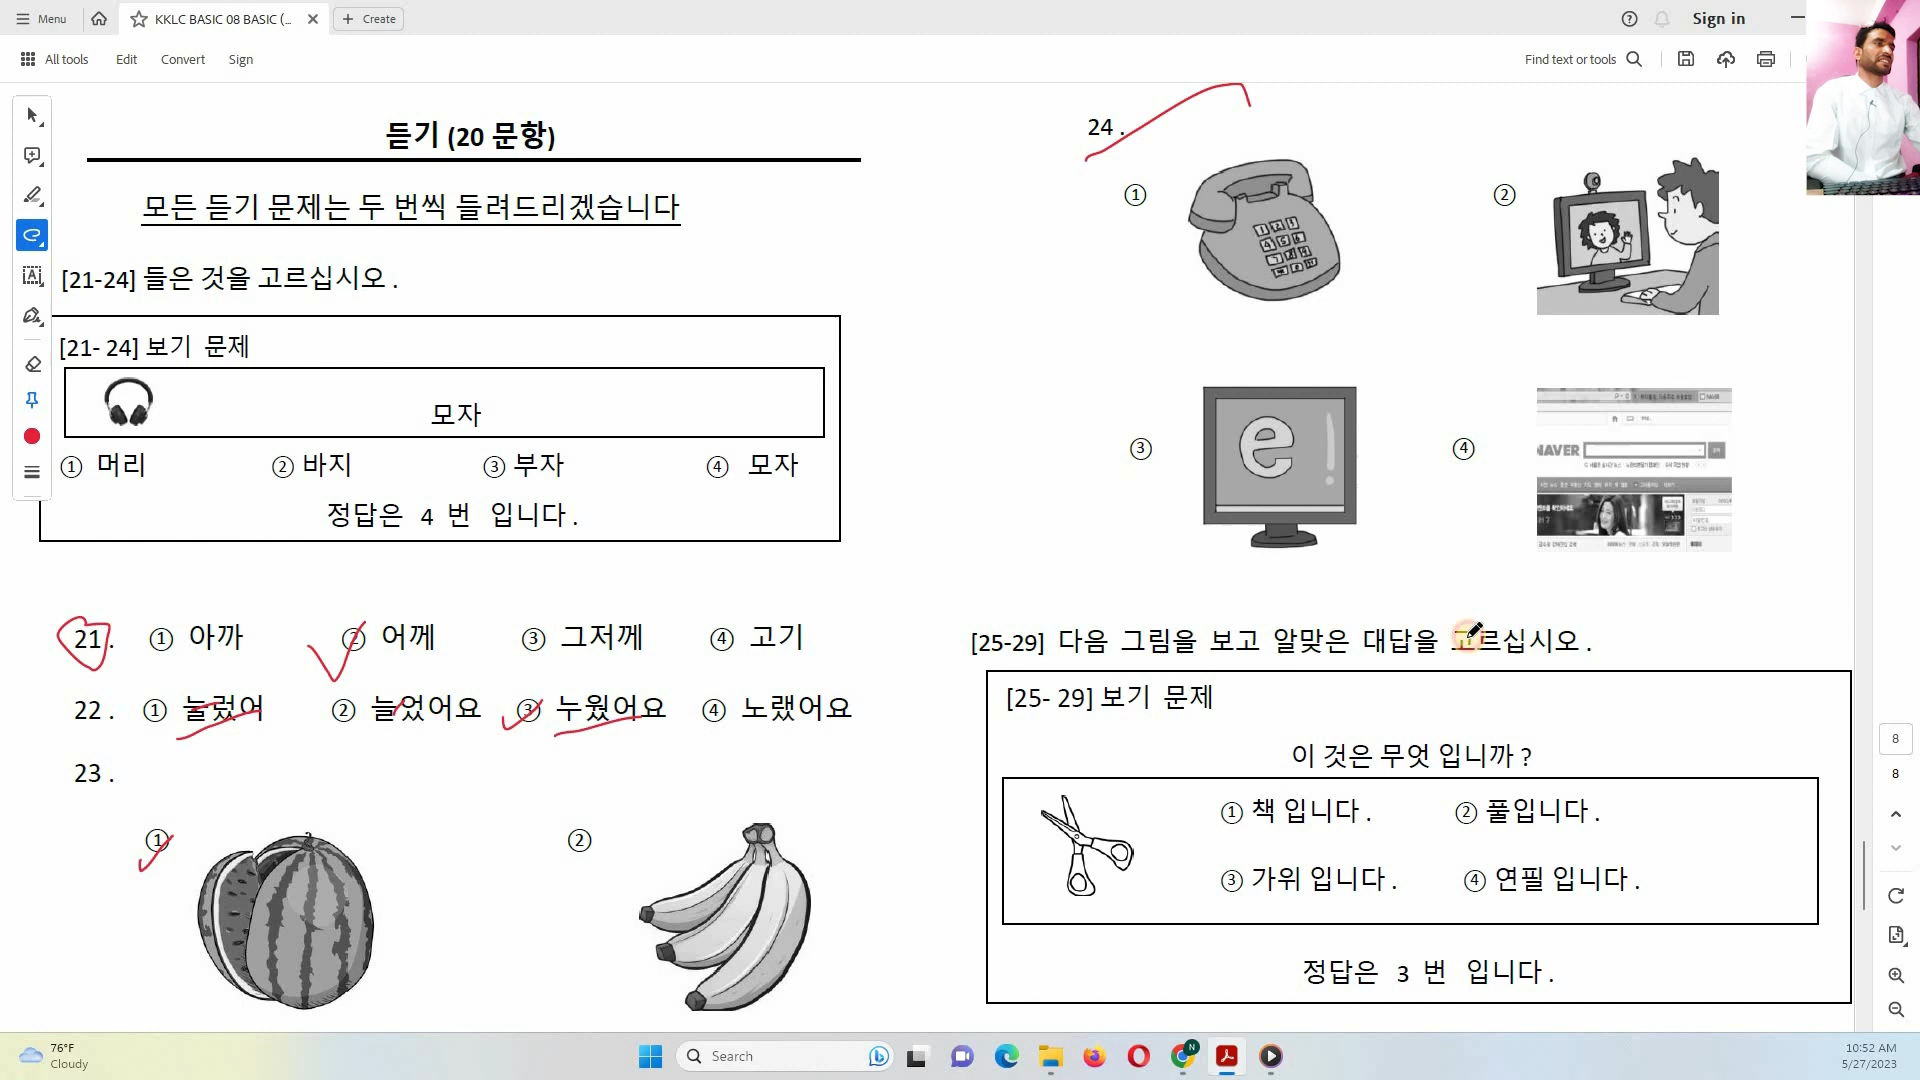 Menu
KKLC BASIC 08 BASIC (...
Create
Sign in
All tools
Edit
Convert
Sign
Find text or tools
듣기 (20 문항)
모든 듣기 문제는 두 번씩 들려드리겠습니다
[21-24] 들은 것을 고르십시오 .
[21- 24] 보기 문제
모자
① 머리 ② 바지 ③ 부자 ④ 모자
정답은 4 번 입니다 .
21 . ① 아까 ② 어께 ③ 그저께 ④ 고기
22 . ① 눌렀어 ② 늘었어요 ③ 누웠어요 ④ 노랬어요
23 .
① ②
24 .
① ②
③ ④
e
NAVER
[25-29] 다음 그림을 보고 알맞은 대답을 고르십시오 .
[25- 29] 보기 문제
이 것은 무엇 입니까 ?
① 책 입니다 . ② 풀입니다 .
③ 가위 입니다 . ④ 연필 입니다 .
정답은 3 번 입니다 .
8
8
76°F
Cloudy
Search
10:52 AM
5/27/2023